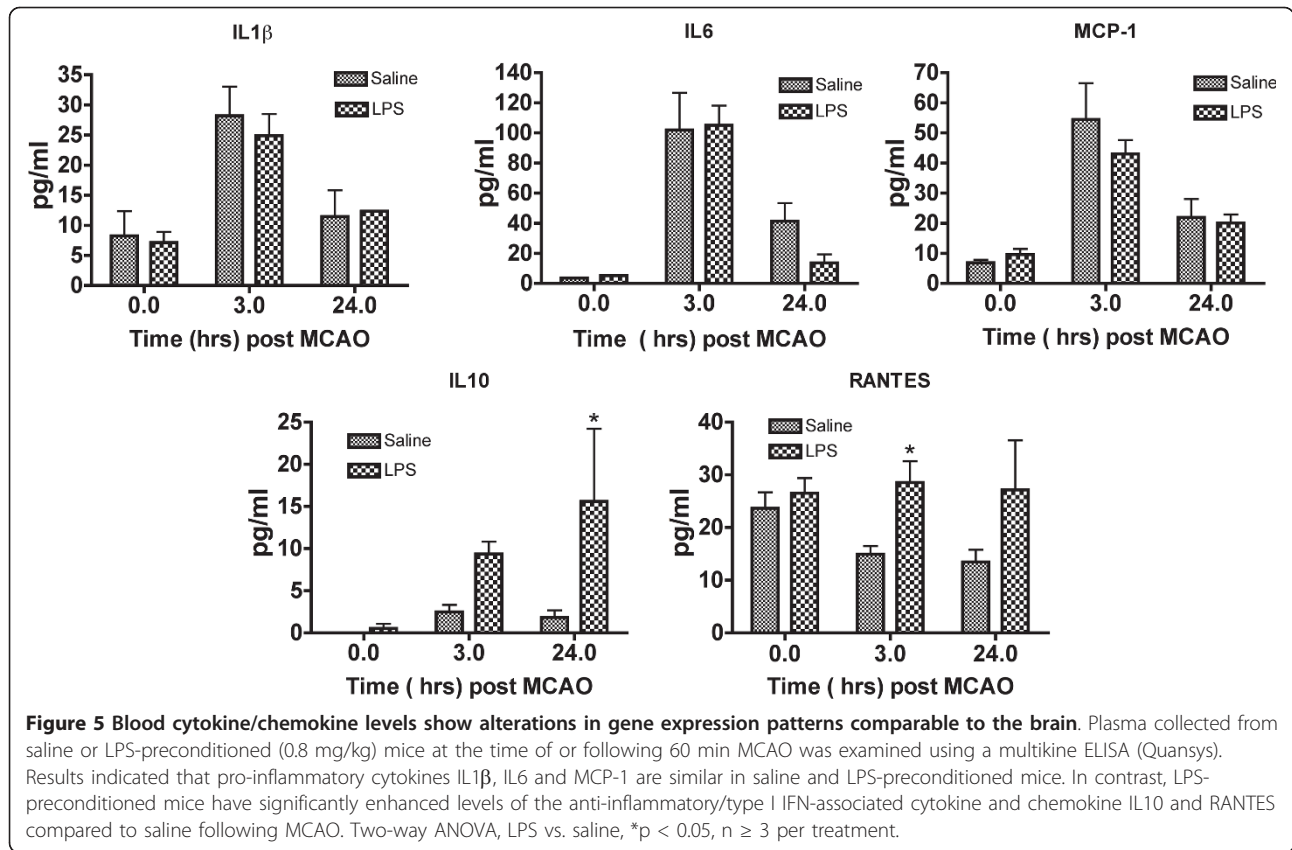 IL1β
35
30
25
20
15
10
5
0
pg/ml
Saline
LPS
0.0 3.0 24.0
Time (hrs) post MCAO
IL6
140
120
100
80
60
40
20
0
pg/ml
Saline
LPS
0.0 3.0 24.0
Time ( hrs) post MCAO
MCP-1
70
60
50
40
30
20
10
0
pg/ml
Saline
LPS
0.0 3.0 24.0
Time ( hrs) post MCAO
IL10
25
20
15
10
5
0
pg/ml
Saline
LPS
*
0.0 3.0 24.0
Time ( hrs) post MCAO
RANTES
40
30
20
10
0
pg/ml
Saline
LPS
*
0.0 3.0 24.0
Time ( hrs) post MCAO
Figure 5 Blood cytokine/chemokine levels show alterations in gene expression patterns comparable to the brain. Plasma collected from
saline or LPS-preconditioned (0.8 mg/kg) mice at the time of or following 60 min MCAO was examined using a multikine ELISA (Quansys).
Results indicated that pro-inflammatory cytokines IL1β, IL6 and MCP-1 are similar in saline and LPS-preconditioned mice. In contrast, LPS-
preconditioned mice have significantly enhanced levels of the anti-inflammatory/type I IFN-associated cytokine and chemokine IL10 and RANTES
compared to saline following MCAO. Two-way ANOVA, LPS vs. saline, *p < 0.05, n ≥ 3 per treatment.